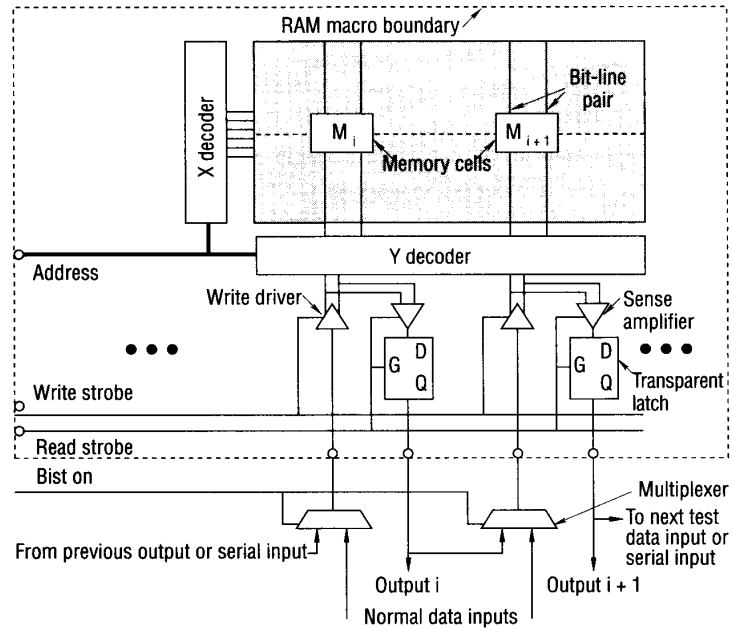 RAM macro boundary
X decoder
Bit-line
pair
M i
M i + 1
Memory cells
Y decoder
Address
Write driver
Sense
amplifier
D
G
Q
D
G
Q
Transparent
latch
Write strobe
Read strobe
Bist on
Multiplexer
From previous output or serial input
To next test
data input or
serial input
Output i
Output i + 1
Normal data inputs